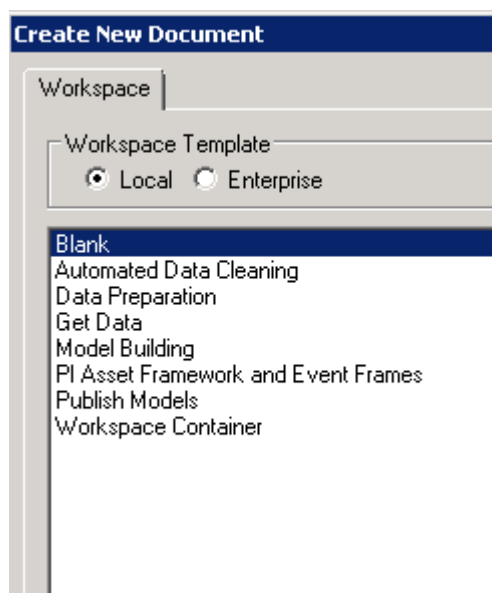 Create New Document
Workspace
Workspace Template
Local Enterprise
Blank
Automated Data Cleaning
Data Preparation
Get Data
Model Building
PI Asset Framework and Event Frames
Publish Models
Workspace Container